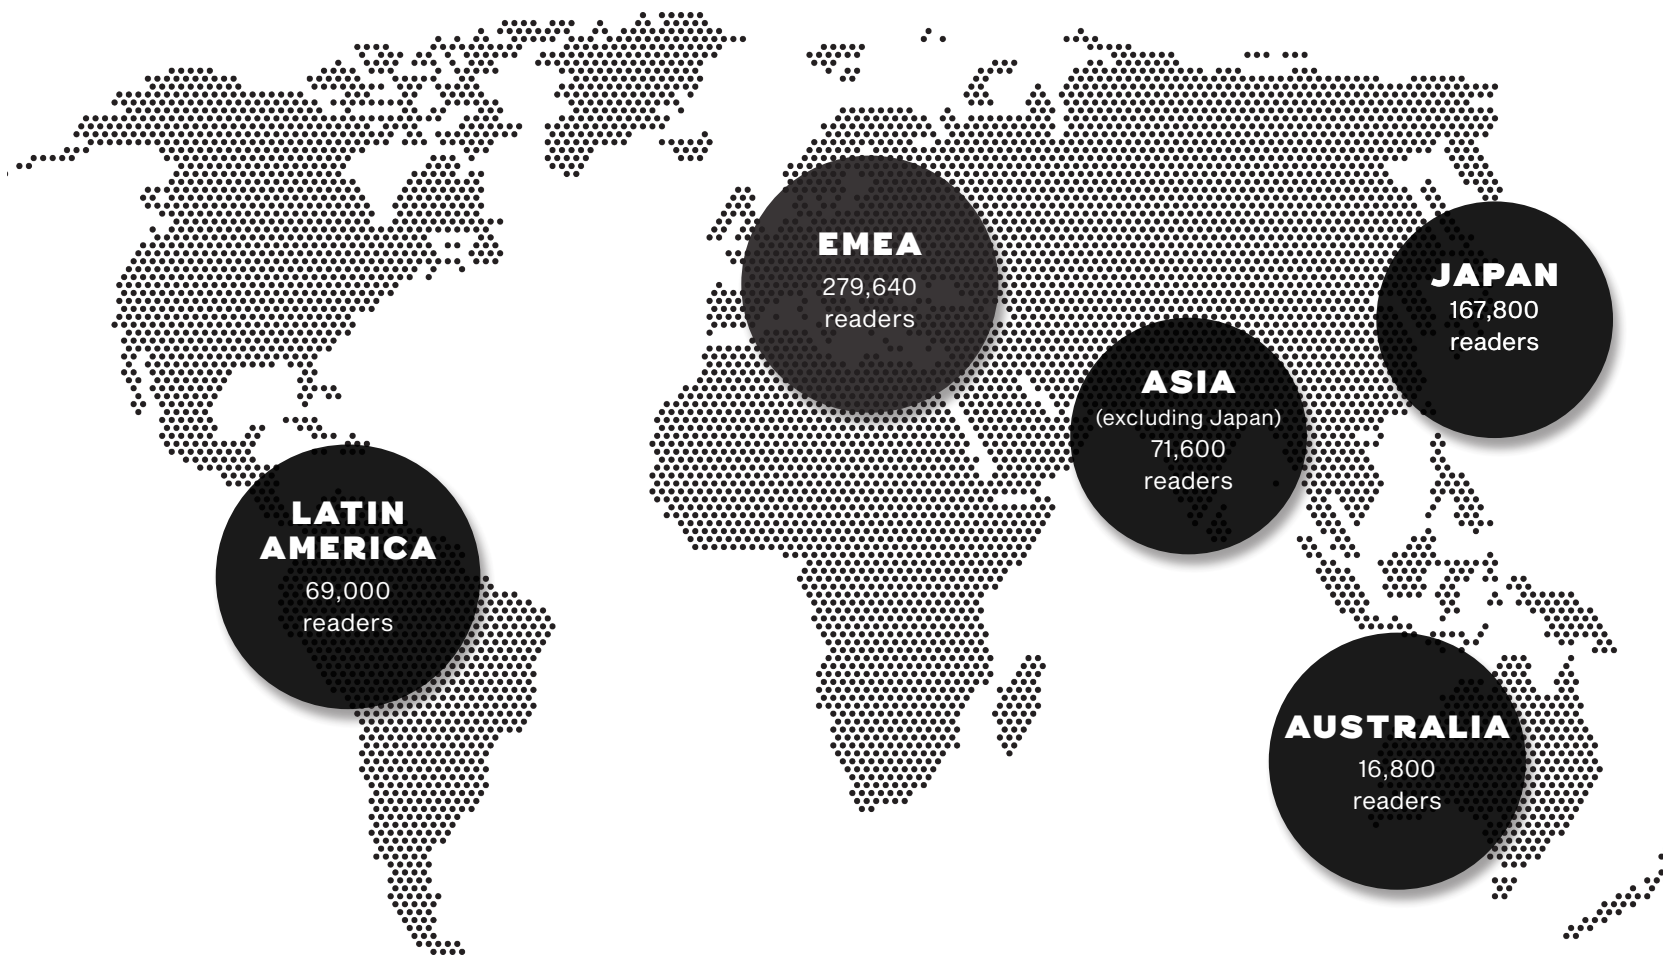 EMEA
279,640
readers
JAPAN
167,800
readers
ASIA
(excluding Japan)
71,600
readers
LATIN
AMERICA
69,000
readers
AUSTRALIA
16,800
readers